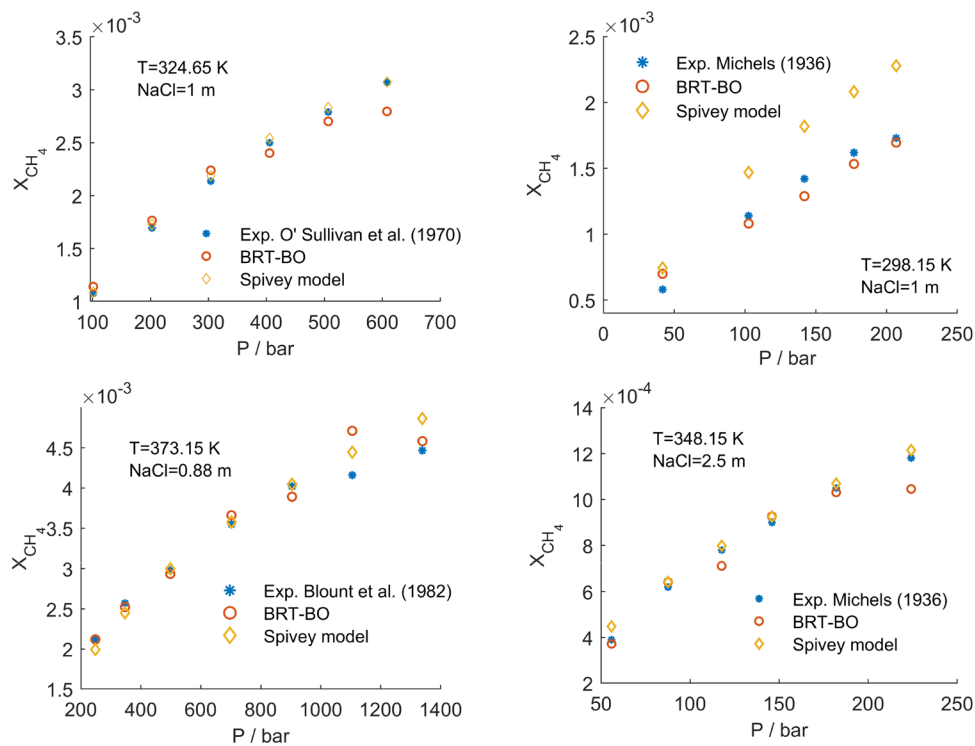 ×10⁻³
3.5
3
2.5
2
1.5
1
X_CH₄
T=324.65 K
NaCl=1 m
Exp. O' Sullivan et al. (1970)
BRT-BO
Spivey model
100 200 300 400 500 600 700
P / bar
×10⁻³
2.5
2
1.5
1
0.5
X_CH₄
Exp. Michels (1936)
BRT-BO
Spivey model
T=298.15 K
NaCl=1 m
0 50 100 150 200 250
P / bar
×10⁻³
4.5
4
3.5
3
2.5
2
1.5
X_CH₄
T=373.15 K
NaCl=0.88 m
Exp. Blount et al. (1982)
BRT-BO
Spivey model
200 400 600 800 1000 1200 1400
P / bar
×10⁻⁴
14
12
10
8
6
4
2
X_CH₄
T=348.15 K
NaCl=2.5 m
Exp. Michels (1936)
BRT-BO
Spivey model
50 100 150 200 250
P / bar